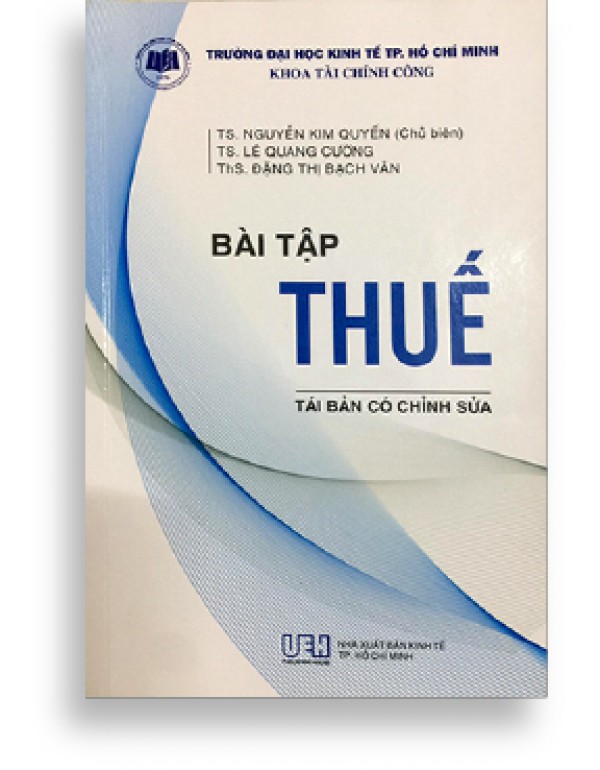 TRƯỜNG ĐẠI HỌC KINH TẾ TP. HỒ CHÍ MINH
KHOA TÀI CHÍNH CÔNG
TS. NGUYỄN KIM QUYẾN (Chủ biên)
TS. LÊ QUANG CƯỜNG
ThS. ĐẶNG THỊ BẠCH VÂN
BÀI TẬP
THUẾ
TÁI BẢN CÓ CHỈNH SỬA
UEH
NHÀ XUẤT BẢN KINH TẾ
TP. HỒ CHÍ MINH